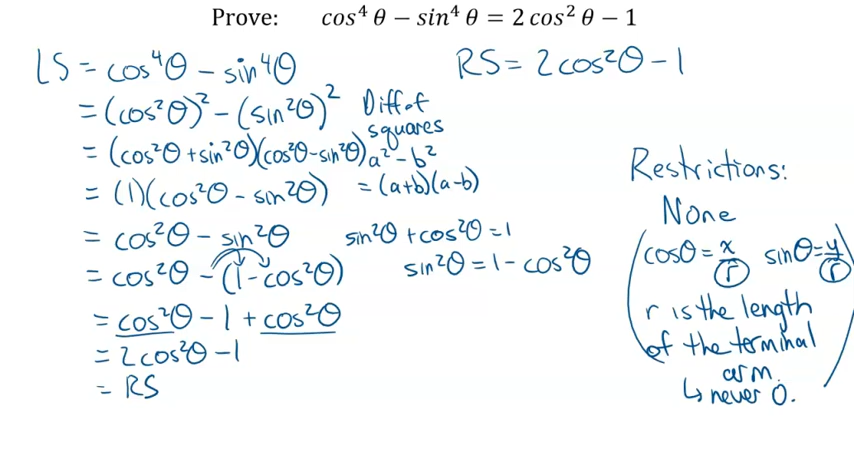 Prove: cos⁴ θ − sin⁴ θ = 2 cos² θ − 1
LS = cos⁴θ − sin⁴θ
= (cos²θ)² − (sin²θ)²
= (cos²θ + sin²θ)(cos²θ − sin²θ)
= (1)(cos²θ − sin²θ)
= cos²θ − sin²θ
= cos²θ − (1 − cos²θ)
= cos²θ − 1 + cos²θ
= 2cos²θ − 1
= RS
Diff of
squares
a² − b²
= (a+b)(a−b)
sin²θ + cos²θ = 1
sin²θ = 1 − cos²θ
RS = 2cos²θ − 1
Restrictions:
None
(cosθ = x/r sinθ = y/r
r is the length
of the terminal
arm.
↳ never 0.)